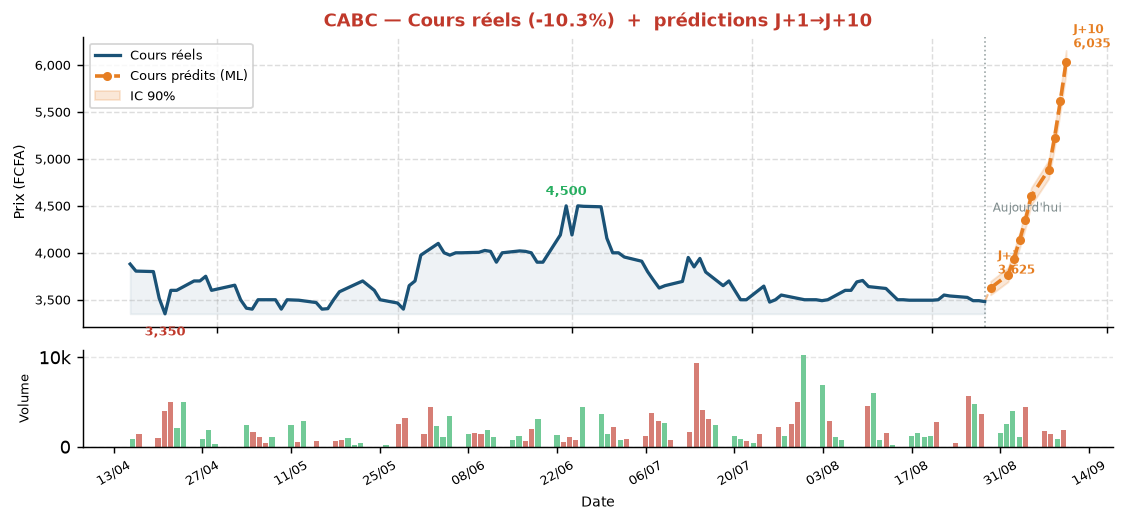 CABC — Cours réels (-10.3%)  +  prédictions J+1→J+10
Cours réels
Cours prédits (ML)
IC 90%
J+10
6,035
6,000
5,500
5,000
4,500
4,000
3,500
Prix (FCFA)
4,500
3,350
Aujourd'hui
J+
3,625
Volume
10k
0
13/04
27/04
11/05
25/05
08/06
22/06
06/07
20/07
03/08
17/08
31/08
14/09
Date